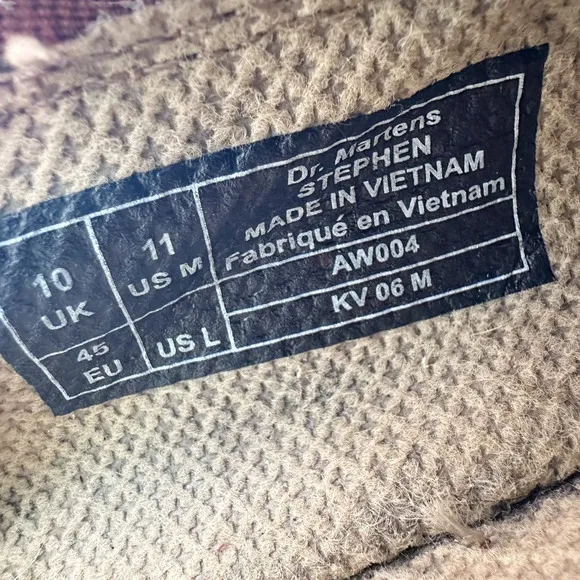 10
UK
11
US M
45
EU
US L
Dr. Martens
STEPHEN
MADE IN VIETNAM
Fabriqué en Vietnam
AW004
KV 06 M